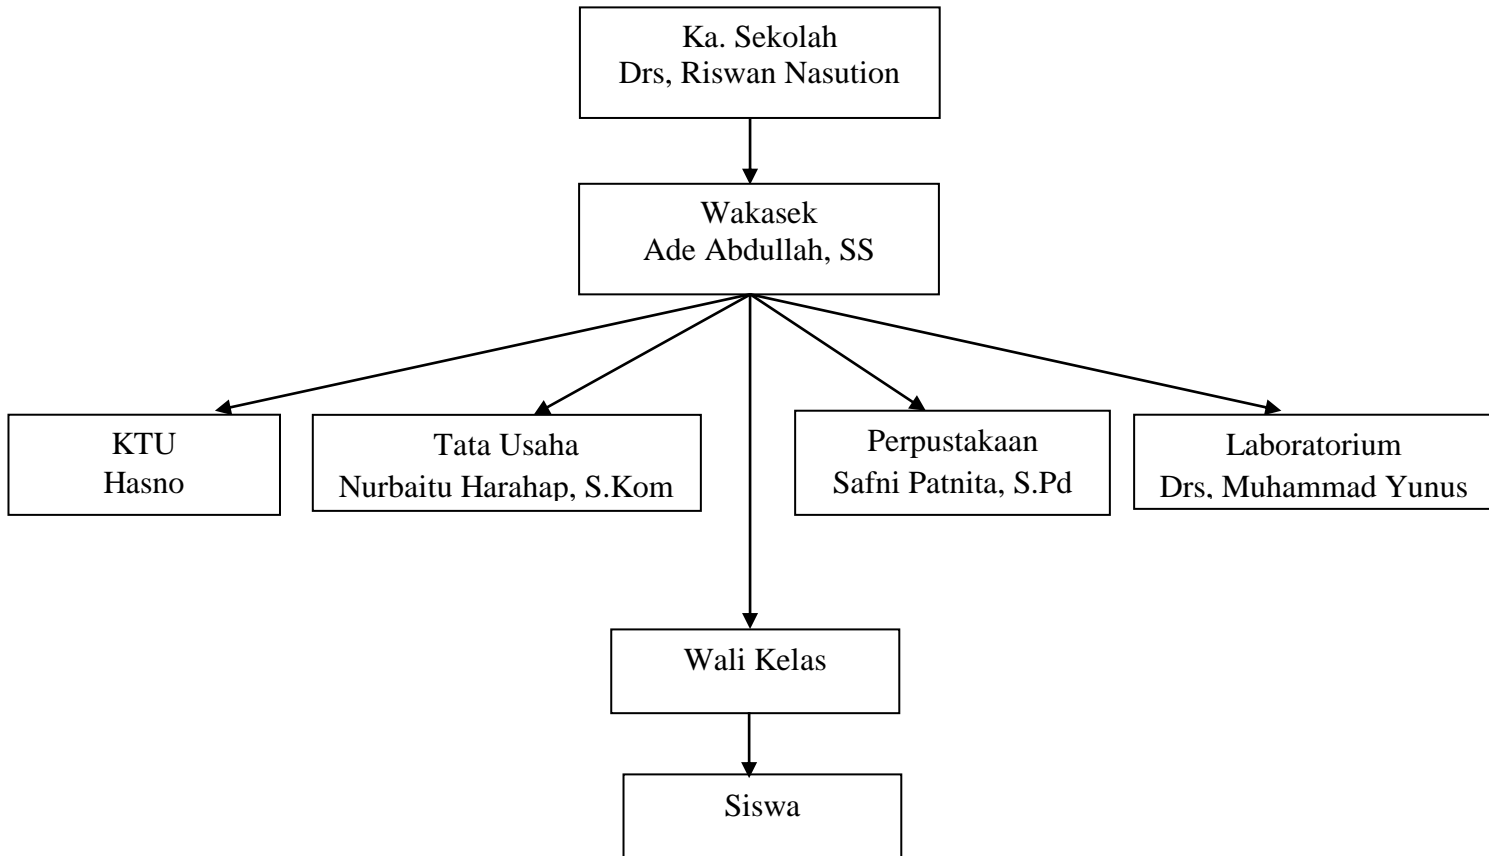 Ka. Sekolah
Drs, Riswan Nasution
Wakasek
Ade Abdullah, SS
KTU
Hasno
Tata Usaha
Nurbaitu Harahap, S.Kom
Perpustakaan
Safni Patnita, S.Pd
Laboratorium
Drs, Muhammad Yunus
Wali Kelas
Siswa